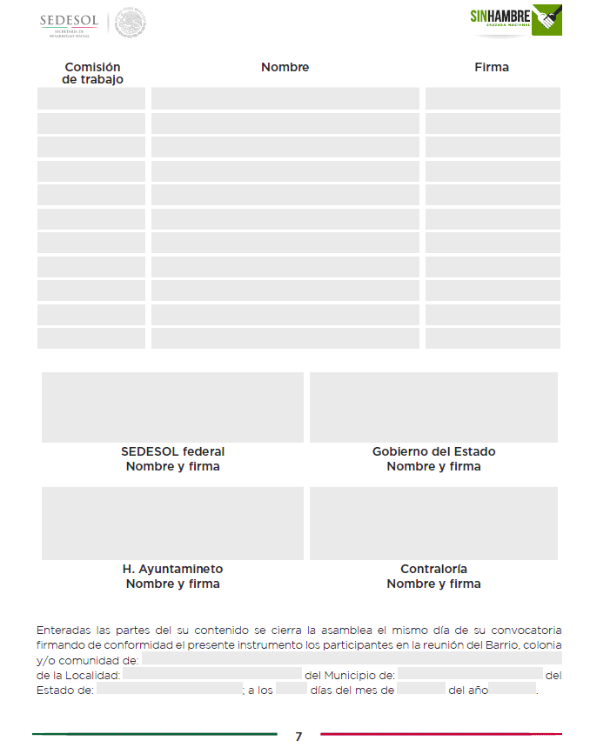 SEDESOL
SECRETARÍA DE
DESARROLLO SOCIAL
SINHAMBRE
CRUZADA NACIONAL
Comisión
de trabajo
Nombre
Firma
SEDESOL federal
Nombre y firma
Gobierno del Estado
Nombre y firma
H. Ayuntamineto
Nombre y firma
Contraloría
Nombre y firma
Enteradas las partes del su contenido se cierra la asamblea el mismo día de su convocatoria
firmando de conformidad el presente instrumento los participantes en la reunión del Barrio, colonia
y/o comunidad de:
de la Localidad: del Municipio de: del
Estado de: ; a los días del mes de del año .
7